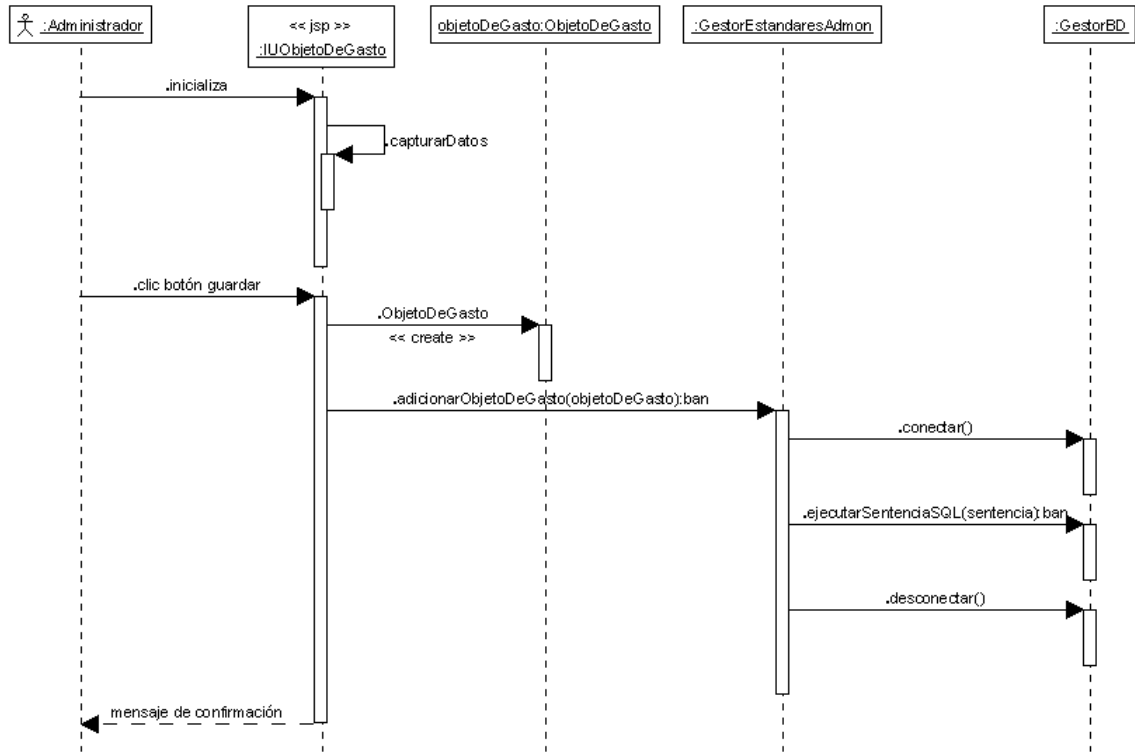 :Administrador
<< jsp >>
:IUObjetoDeGasto
objetoDeGasto:ObjetoDeGasto
:GestorEstandaresAdmon
:GestorBD
.inicializa
.capturarDatos
.clic botón guardar
.ObjetoDeGasto
<< create >>
.adicionarObjetoDeGasto(objetoDeGasto):ban
.conectar()
.ejecutarSentenciaSQL(sentencia):ban
.desconectar()
mensaje de confirmación